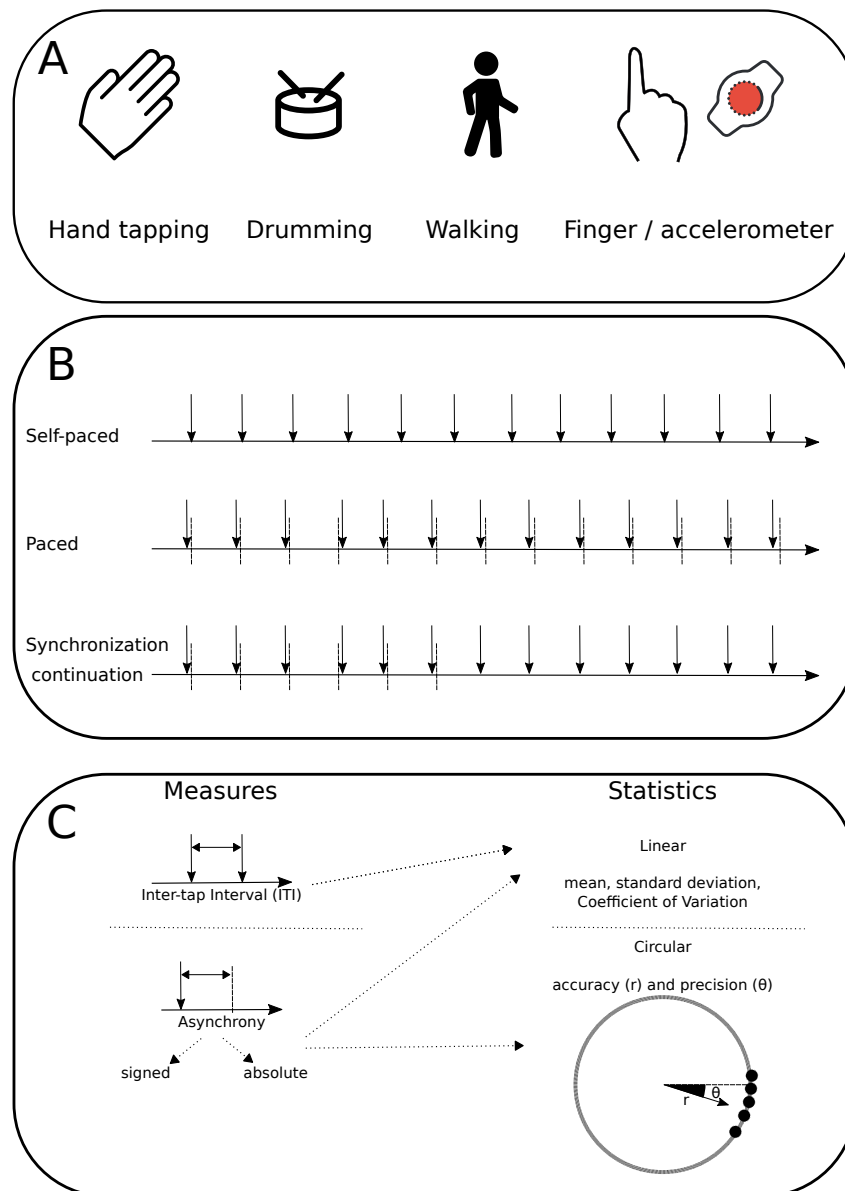 A
Hand tapping
Drumming
Walking
Finger / accelerometer
B
Self-paced
Paced
Synchronization
continuation
C
Measures
Statistics
Inter-tap Interval (ITI)
Linear
mean, standard deviation,
Coefficient of Variation
Asynchrony
signed
absolute
Circular
accuracy (r) and precision (θ)
θ
r